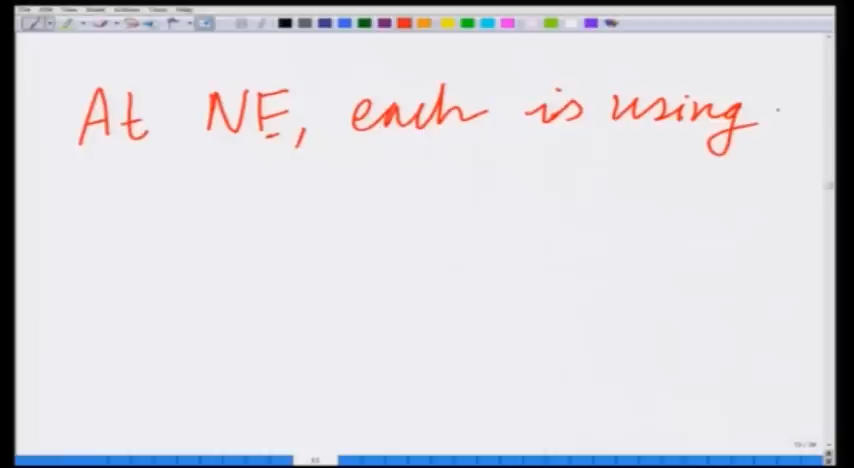 At NE, each is using